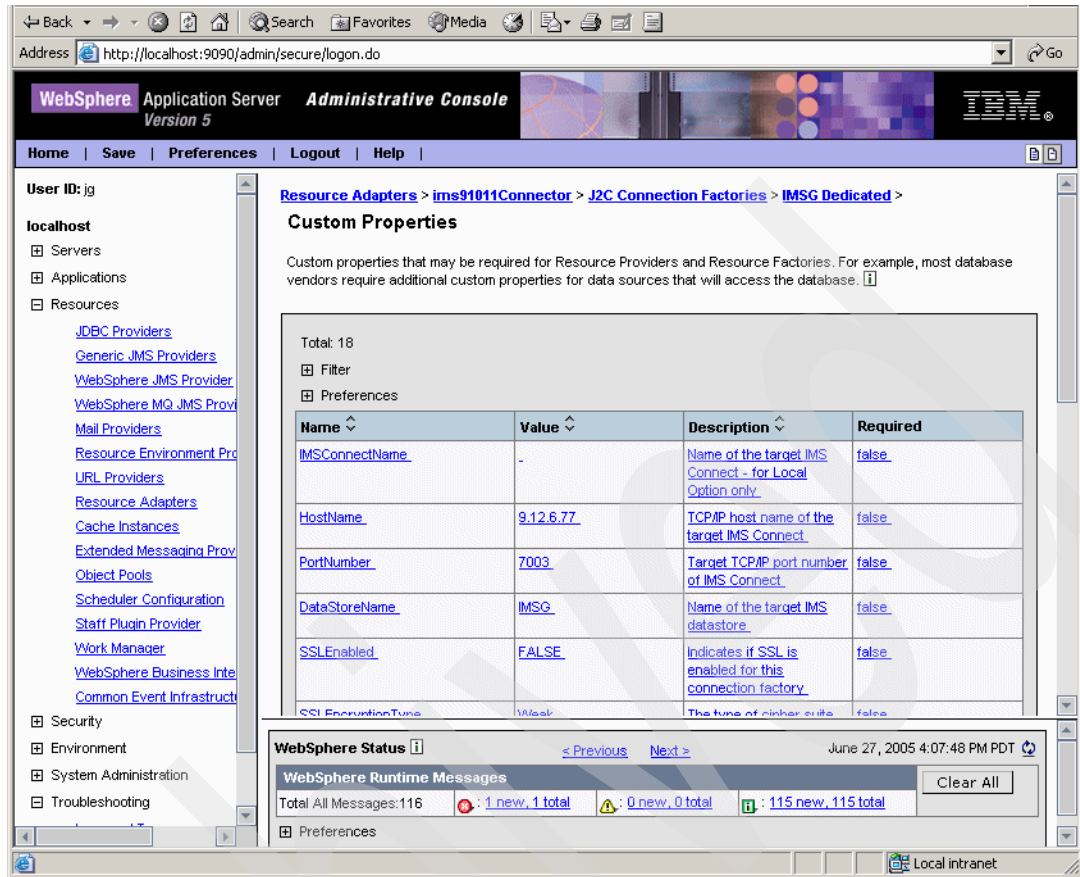 Back Search Favorites Media
Address http://localhost:9090/admin/secure/logon.do Go
WebSphere Application Server Administrative Console
Version 5
IBM®
Home | Save | Preferences | Logout | Help |
User ID: jg
localhost
Servers
Applications
Resources
JDBC Providers
Generic JMS Providers
WebSphere JMS Provider
WebSphere MQ JMS Provi
Mail Providers
Resource Environment Pro
URL Providers
Resource Adapters
Cache Instances
Extended Messaging Prov
Object Pools
Scheduler Configuration
Staff Plugin Provider
Work Manager
WebSphere Business Inte
Common Event Infrastructu
Security
Environment
System Administration
Troubleshooting
Resource Adapters > ims91011Connector > J2C Connection Factories > IMSG Dedicated >
Custom Properties
Custom properties that may be required for Resource Providers and Resource Factories. For example, most database
vendors require additional custom properties for data sources that will access the database. i
Total: 18
Filter
Preferences
Name Value Description Required
IMSConnectName - Name of the target IMS false
Connect - for Local
Option only
HostName 9.12.6.77 TCP/IP host name of the false
target IMS Connect
PortNumber 7003 Target TCP/IP port number false
of IMS Connect
DataStoreName IMSG Name of the target IMS false
datastore
SSLEnabled FALSE Indicates if SSL is false
enabled for this
connection factory
SSLEncryptionType Weak The type of cipher suite false
WebSphere Status i < Previous Next > June 27, 2005 4:07:48 PM PDT
WebSphere Runtime Messages Clear All
Total All Messages:116 : 1 new, 1 total : 0 new, 0 total : 115 new, 115 total
Preferences
Local intranet